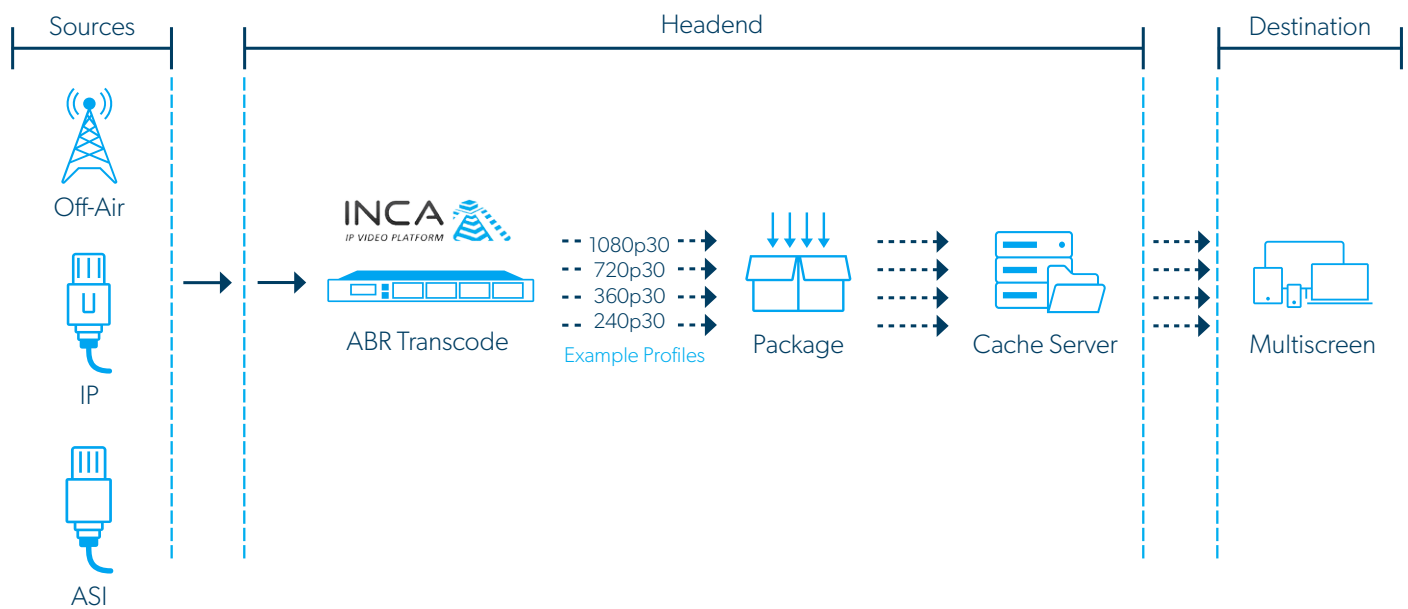 Sources
Headend
Destination
Off-Air
IP
ASI
INCA
IP VIDEO PLATFORM
ABR Transcode
1080p30
720p30
360p30
240p30
Example Profiles
Package
Cache Server
Multiscreen